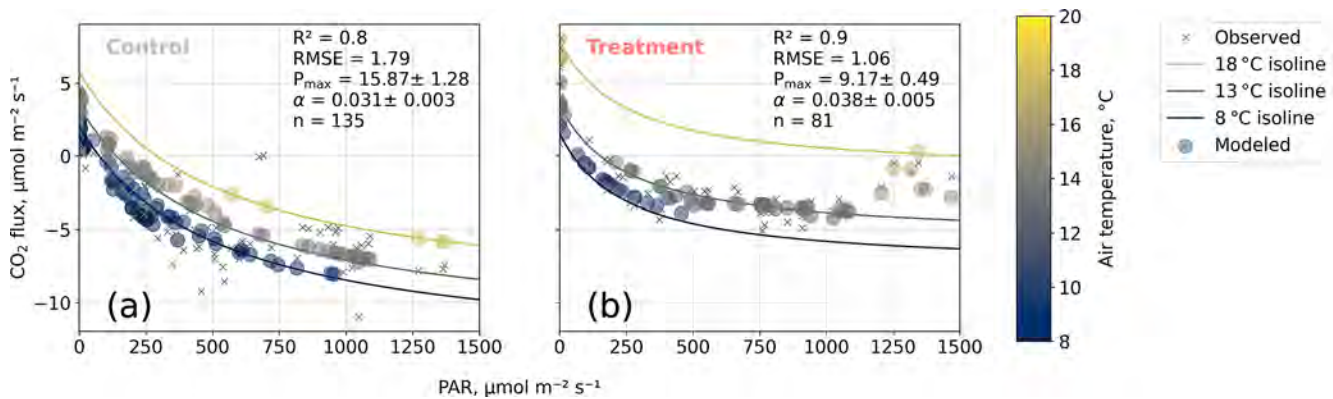 Control
R² = 0.8
RMSE = 1.79
Pmax = 15.87± 1.28
α = 0.031± 0.003
n = 135
(a)
5
0
−5
−10
CO₂ flux, μmol m⁻² s⁻¹
0 250 500 750 1000 1250 1500
Treatment
R² = 0.9
RMSE = 1.06
Pmax = 9.17± 0.49
α = 0.038± 0.005
n = 81
(b)
0 250 500 750 1000 1250 1500
PAR, μmol m⁻² s⁻¹
20
18
16
14
12
10
8
Air temperature, °C
Observed
18 °C isoline
13 °C isoline
8 °C isoline
Modeled